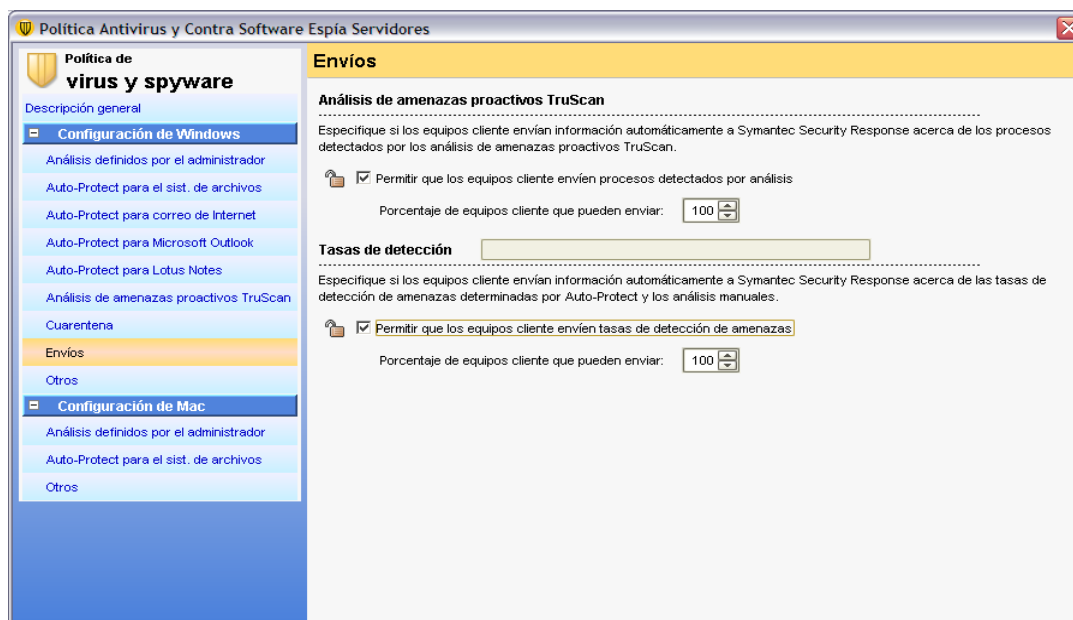 Política Antivirus y Contra Software Espía Servidores
Política de
virus y spyware
Descripción general
Configuración de Windows
Análisis definidos por el administrador
Auto-Protect para el sist. de archivos
Auto-Protect para correo de Internet
Auto-Protect para Microsoft Outlook
Auto-Protect para Lotus Notes
Análisis de amenazas proactivos TruScan
Cuarentena
Envíos
Otros
Configuración de Mac
Análisis definidos por el administrador
Auto-Protect para el sist. de archivos
Otros
Envíos
Análisis de amenazas proactivos TruScan
Especifique si los equipos cliente envían información automáticamente a Symantec Security Response acerca de los procesos
detectados por los análisis de amenazas proactivos TruScan.
Permitir que los equipos cliente envíen procesos detectados por análisis
Porcentaje de equipos cliente que pueden enviar: 100
Tasas de detección
Especifique si los equipos cliente envían información automáticamente a Symantec Security Response acerca de las tasas de
detección de amenazas determinadas por Auto-Protect y los análisis manuales.
Permitir que los equipos cliente envíen tasas de detección de amenazas
Porcentaje de equipos cliente que pueden enviar: 100